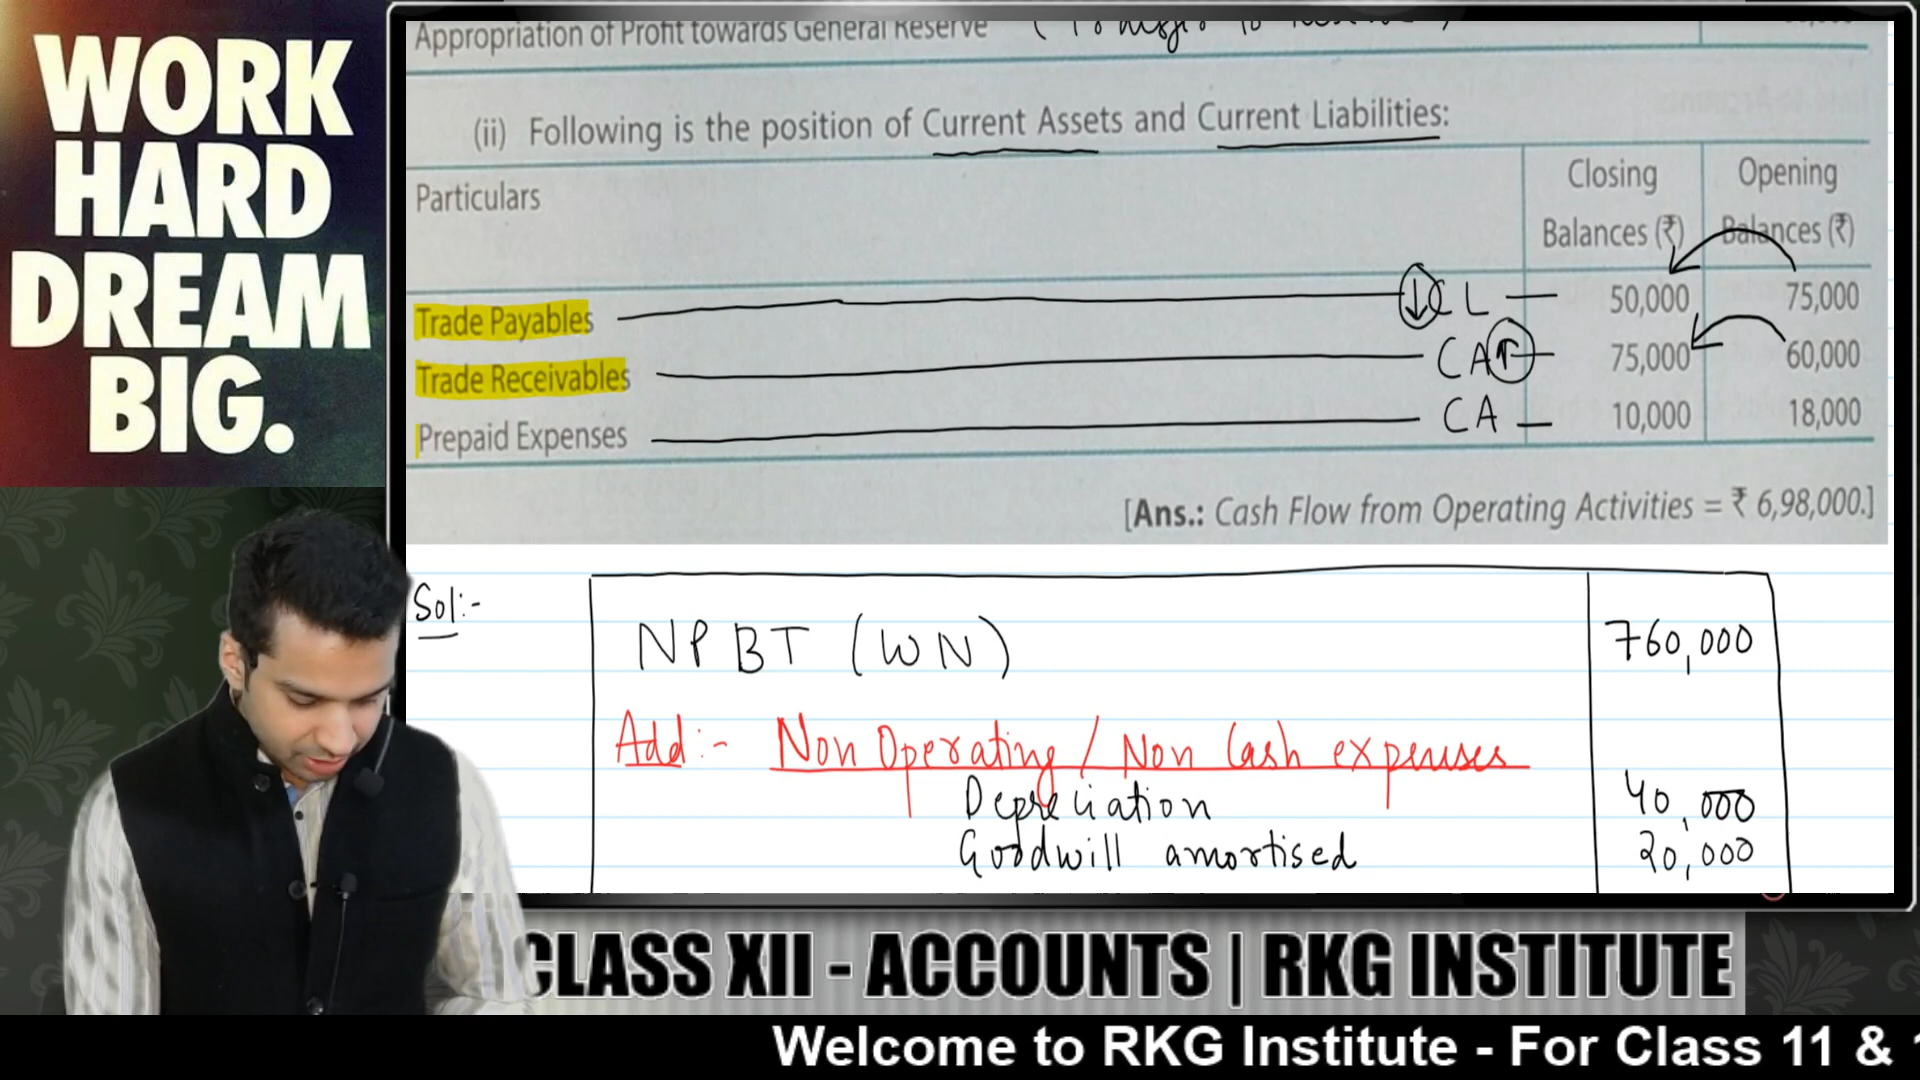 WORK
HARD
DREAM
BIG.
Appropriation of Profit towards General Reserve
(ii) Following is the position of Current Assets and Current Liabilities:
Particulars Closing Balances (₹) Opening Balances (₹)
Trade Payables CL 50,000 75,000
Trade Receivables CA 75,000 60,000
Prepaid Expenses CA 10,000 18,000
[Ans.: Cash Flow from Operating Activities = ₹ 6,98,000.]
Sol:-
NPBT (WN) 760,000
Add:- Non Operating / Non Cash expenses
Depreciation 40,000
Goodwill amortised 20,000
CLASS XII - ACCOUNTS | RKG INSTITUTE
Welcome to RKG Institute - For Class 11 &